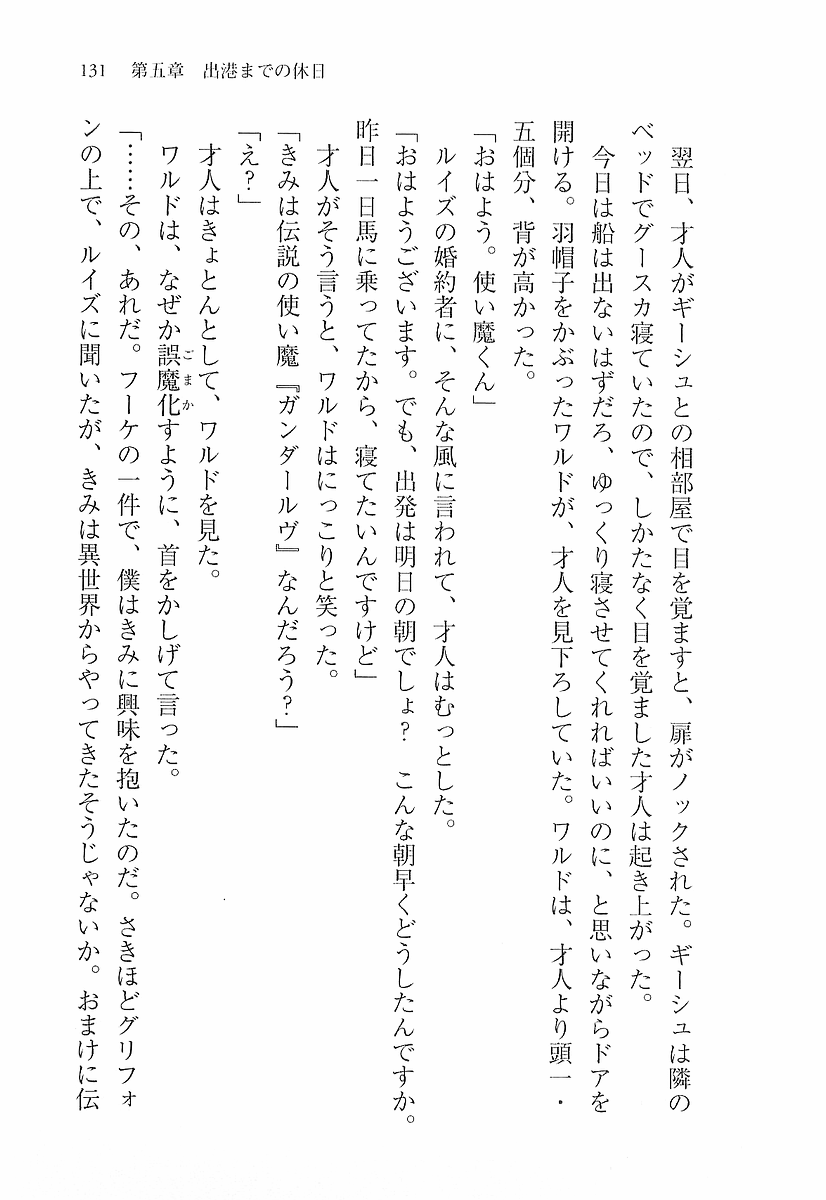 131　第五章　出港までの休日
翌日、才人がギーシュとの相部屋で目を覚ますと、扉がノックされた。ギーシュは隣の
ベッドでグースカ寝ていたので、しかたなく目を覚ました才人は起き上がった。
今日は船は出ないはずだろ、ゆっくり寝させてくれればいいのに、と思いながらドアを
開ける。羽帽子をかぶったワルドが、才人を見下ろしていた。ワルドは、才人より頭一・
五個分、背が高かった。
「おはよう。使い魔くん」
ルイズの婚約者に、そんな風に言われて、才人はむっとした。
「おはようございます。でも、出発は明日の朝でしょ？　こんな朝早くどうしたんですか。
昨日一日馬に乗ってたから、寝てたいんですけど」
才人がそう言うと、ワルドはにっこりと笑った。
「きみは伝説の使い魔『ガンダールヴ』なんだろう？」
「え？」
才人はきょとんとして、ワルドを見た。
ワルドは、なぜか誤魔化すように、首をかしげて言った。
ごまか
「……その、あれだ。フーケの一件で、僕はきみに興味を抱いたのだ。さきほどグリフォ
ンの上で、ルイズに聞いたが、きみは異世界からやってきたそうじゃないか。おまけに伝